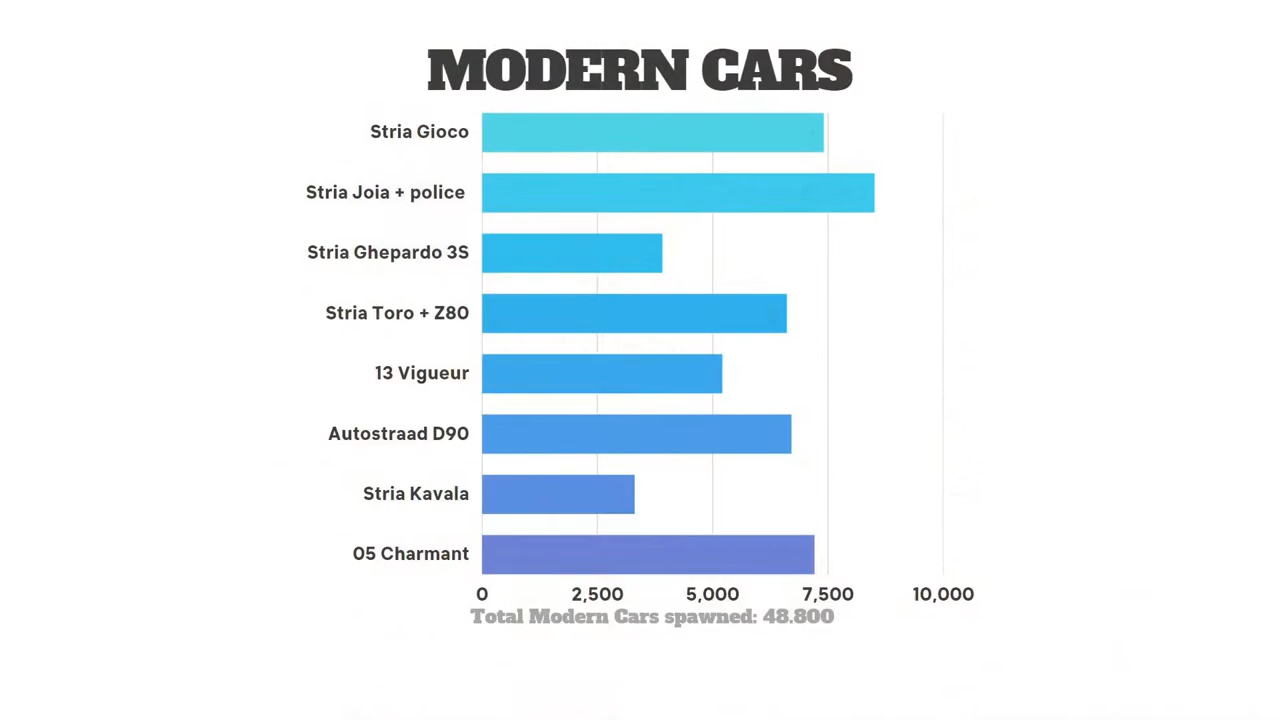 MODERN CARS
Stria Gioco
Stria Joia + police
Stria Ghepardo 3S
Stria Toro + Z80
13 Vigueur
Autostraad D90
Stria Kavala
05 Charmant
0 2,500 5,000 7,500 10,000
Total Modern Cars spawned: 48.800